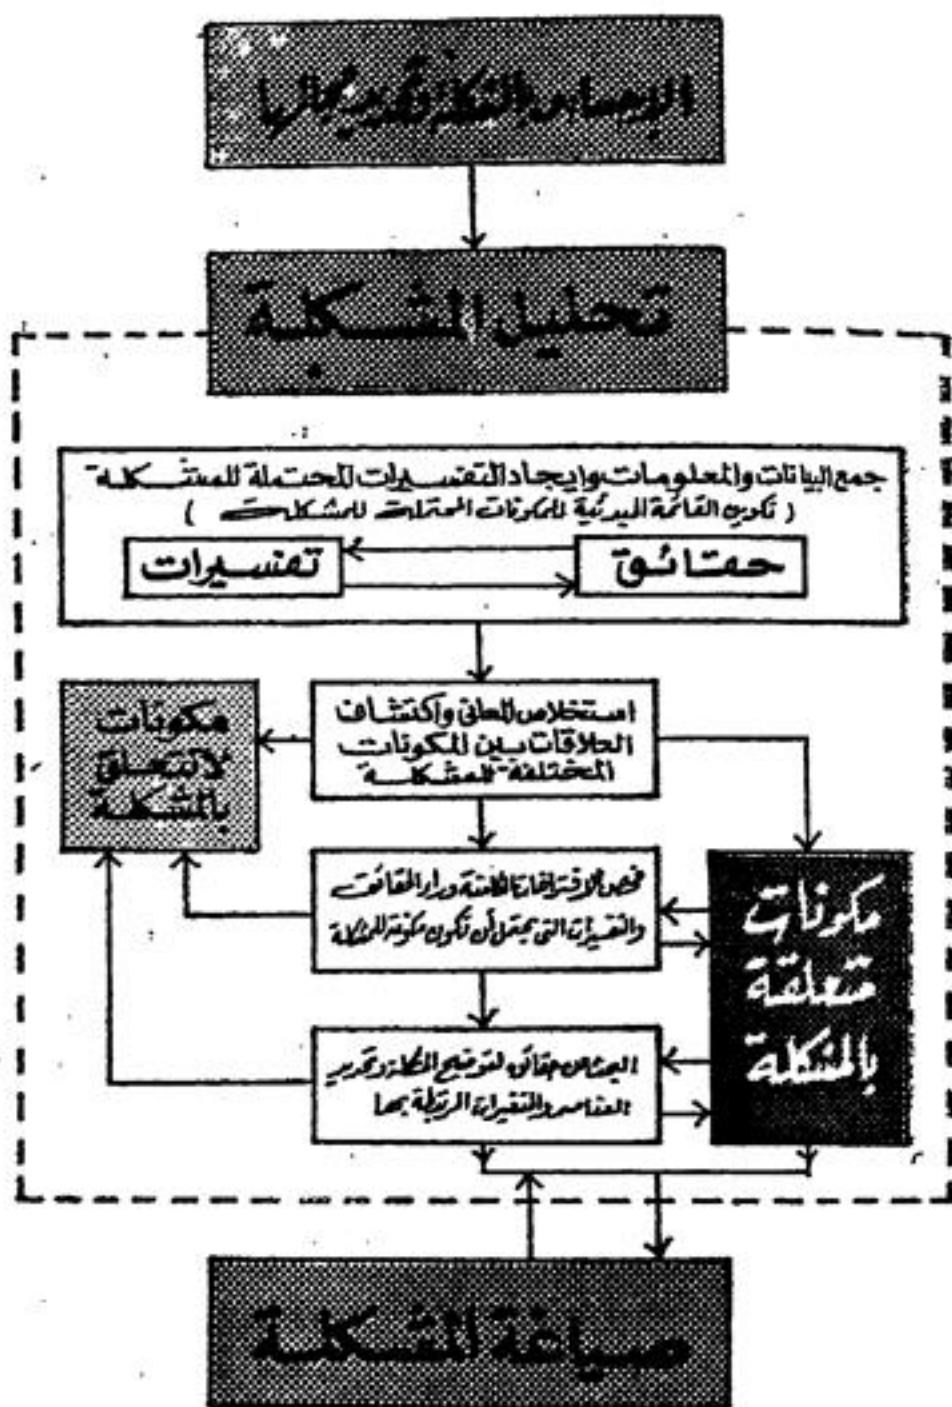 الإحساس بالمشكلة وتحديد مجالها
تحليل المشكلة
جمع البيانات والمعلومات وإيجاد التفسيرات المحتملة للمشكلة
( تكوين القائمة المبدئية للمكونات المحتملة للمشكلة )
حقائق
تفسيرات
استخلاص المعانى واكتشاف
العلاقات بين المكونات
المختلفة للمشكلة
مكونات
لا تتعلق
بالمشكلة
فحص الافتراضات الكامنة وراء الحقائق
والتفسيرات التى يحتمل أن تكون مكونة للمشكلة
مكونات
متعلقة
بالمشكلة
البحث عن حقائق لتوضيح المشكلة وتحديد
العناصر والمتغيرات المرتبطة بها
صياغة المشكلة